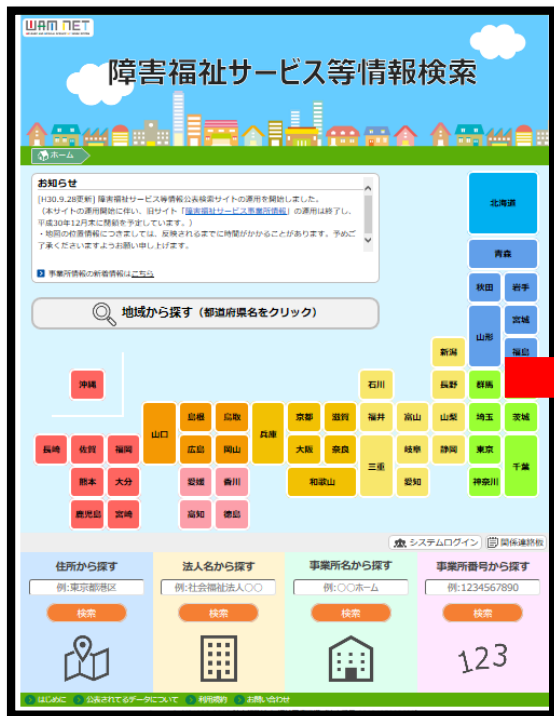 WAM NET
障害福祉サービス等情報検索
ホーム
お知らせ
[H30.9.28更新] 障害福祉サービス等情報公表検索サイトの運用を開始しました。
（本サイトの運用開始に伴い、旧サイト「障害福祉サービス事業所情報」の運用は終了し、
平成30年12月末に閉鎖を予定しています。）
・地図の位置情報につきましては、反映されるまでに時間がかかることがあります。予めご
了承くださいますようお願い申し上げます。
事業所情報の新着情報はこちら
地域から探す（都道府県名をクリック）
北海道
青森
秋田 岩手
山形 宮城
新潟 福島
沖縄 石川 長野 群馬
山口 島根 鳥取 兵庫 京都 滋賀 福井 富山 山梨 埼玉 茨城
長崎 佐賀 福岡 広島 岡山 大阪 奈良 三重 岐阜 静岡 東京 千葉
熊本 大分 愛媛 香川 和歌山 愛知 神奈川
鹿児島 宮崎 高知 徳島
システムログイン 関係連絡板
住所から探す 法人名から探す 事業所名から探す 事業所番号から探す
例:東京都港区 例:社会福祉法人〇〇 例:〇〇ホーム 例:1234567890
検索 検索 検索 検索
123
はじめに 公表されてるデータについて 利用規約 お問い合わせ